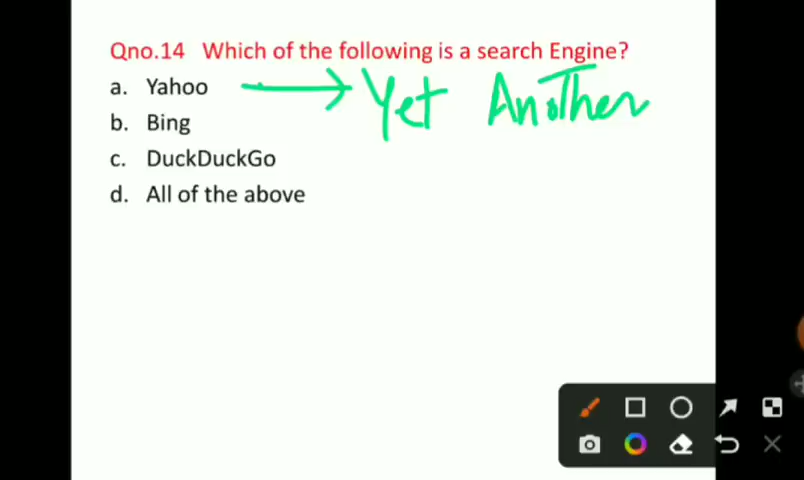 Qno.14 Which of the following is a search Engine?
a. Yahoo → Yet Another
b. Bing
c. DuckDuckGo
d. All of the above